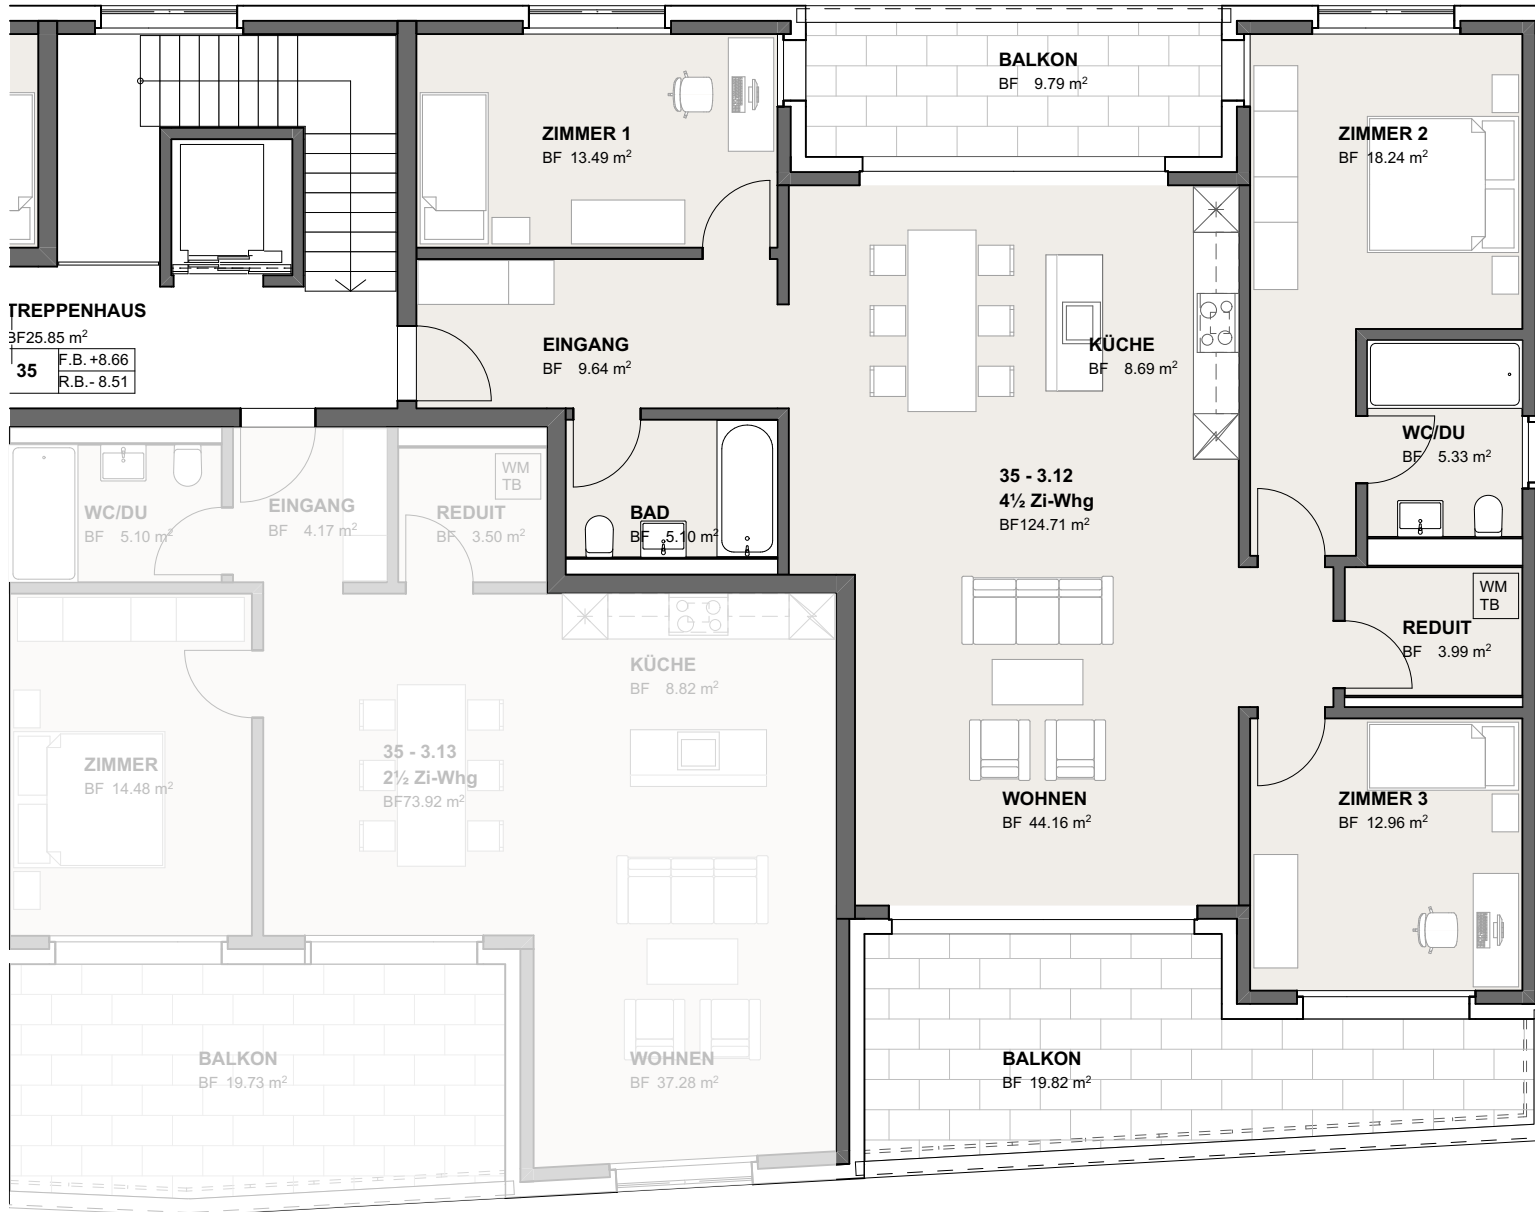 BALKON
BF 9.79 m²
ZIMMER 1
BF 13.49 m²
ZIMMER 2
BF 18.24 m²
TREPPENHAUS
BF25.85 m²
35
F.B. +8.66
R.B.- 8.51
EINGANG
BF 9.64 m²
KÜCHE
BF 8.69 m²
WC/DU
BF 5.33 m²
35 - 3.12
4½ Zi-Whg
BF124.71 m²
WC/DU
BF 5.10 m²
EINGANG
BF 4.17 m²
REDUIT
BF 3.50 m²
WM
TB
BAD
BF 5.10 m²
WM
TB
REDUIT
BF 3.99 m²
KÜCHE
BF 8.82 m²
ZIMMER
BF 14.48 m²
35 - 3.13
2½ Zi-Whg
BF73.92 m²
WOHNEN
BF 44.16 m²
ZIMMER 3
BF 12.96 m²
BALKON
BF 19.73 m²
WOHNEN
BF 37.28 m²
BALKON
BF 19.82 m²